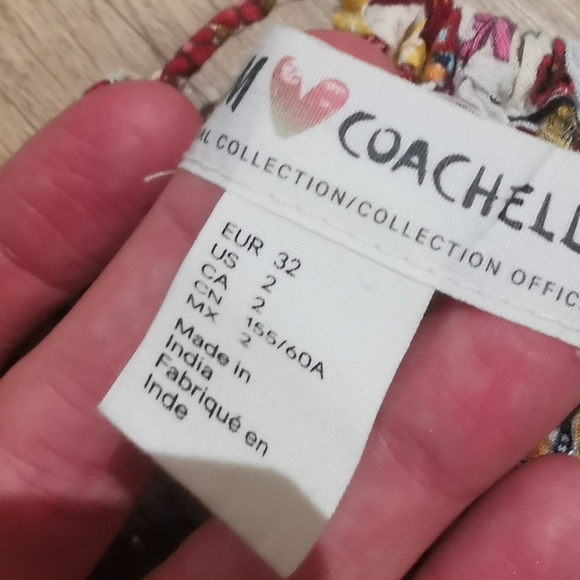 M COACHELL
AL COLLECTION/COLLECTION OFFIC
EUR 32
US 2
CA 2
CN 155/60A
MX 2
Made in
India
Fabriqué en
Inde